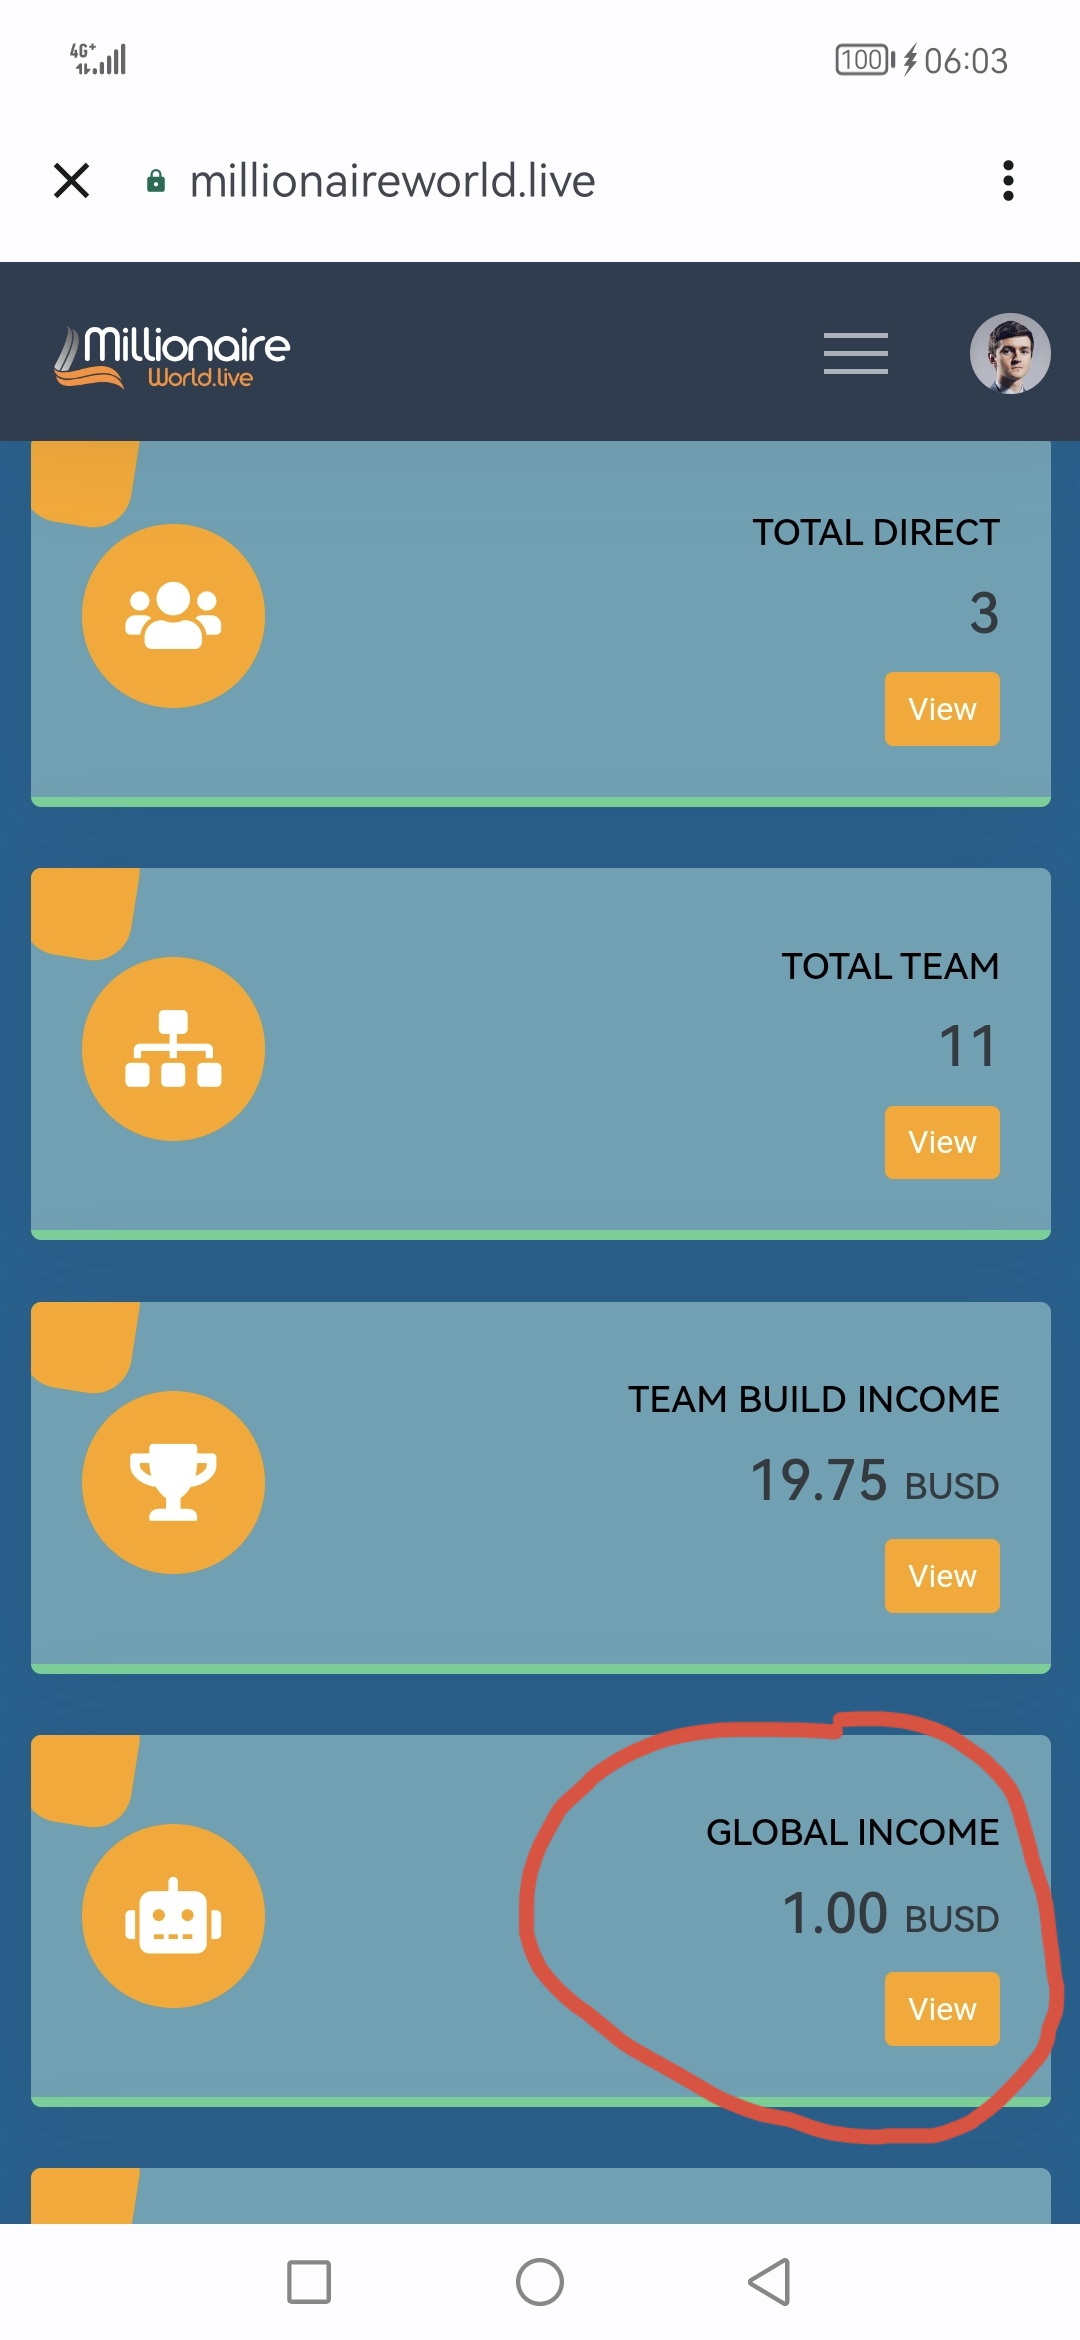 4G+
100 06:03
millionaireworld.live
Millionaire
World.live
TOTAL DIRECT
3
View
TOTAL TEAM
11
View
TEAM BUILD INCOME
19.75 BUSD
View
GLOBAL INCOME
1.00 BUSD
View